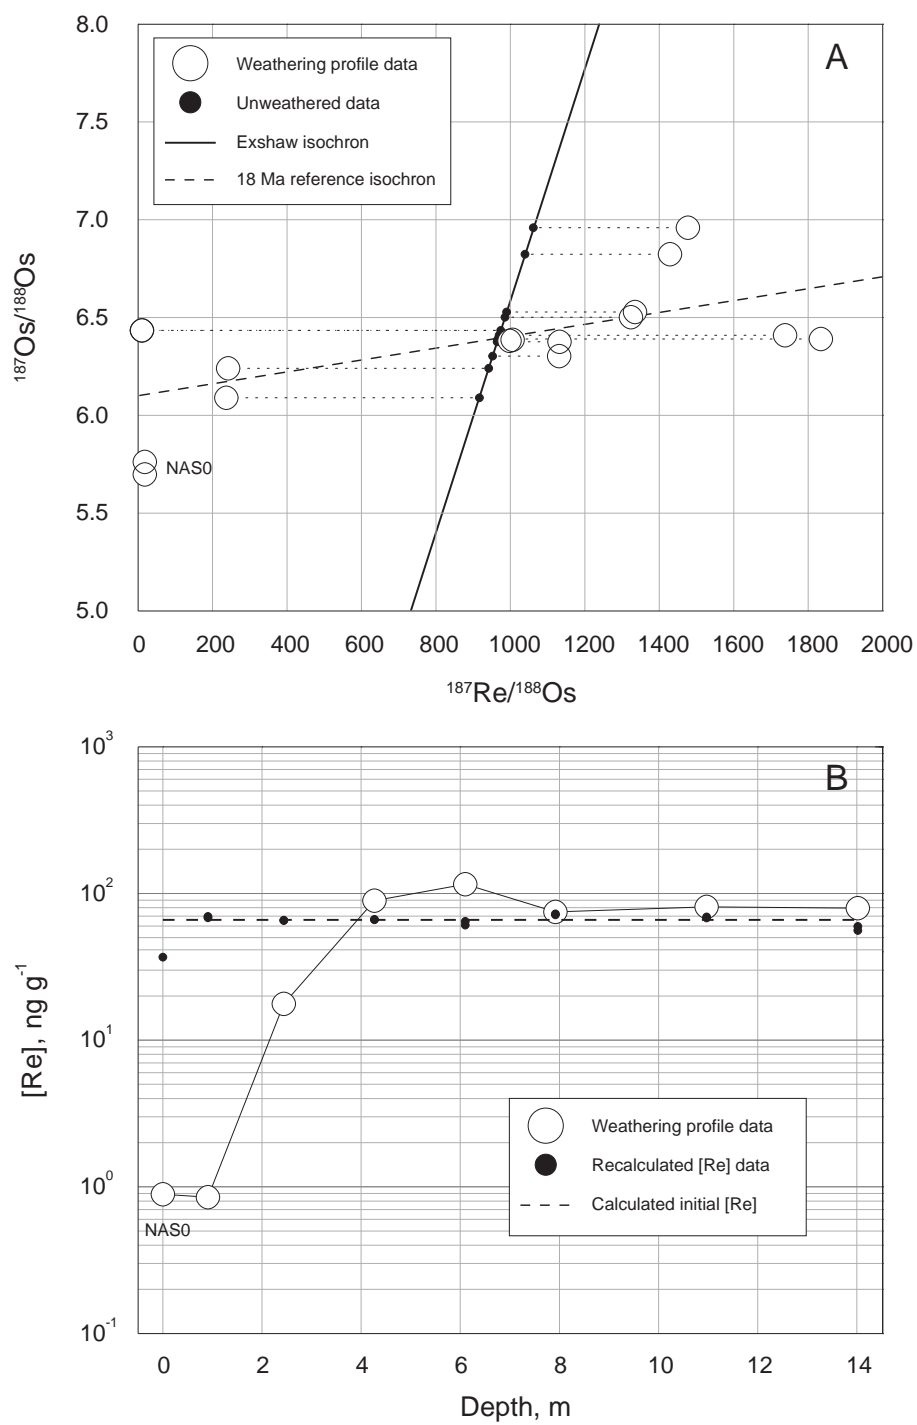 A
Weathering profile data
Unweathered data
Exshaw isochron
18 Ma reference isochron
8.0
7.5
7.0
6.5
6.0
5.5
5.0
¹⁸⁷Os/¹⁸⁸Os
NAS0
0 200 400 600 800 1000 1200 1400 1600 1800 2000
¹⁸⁷Re/¹⁸⁸Os
B
10³
10²
10¹
10⁰
10⁻¹
[Re], ng g⁻¹
Weathering profile data
Recalculated [Re] data
Calculated initial [Re]
NAS0
0 2 4 6 8 10 12 14
Depth, m